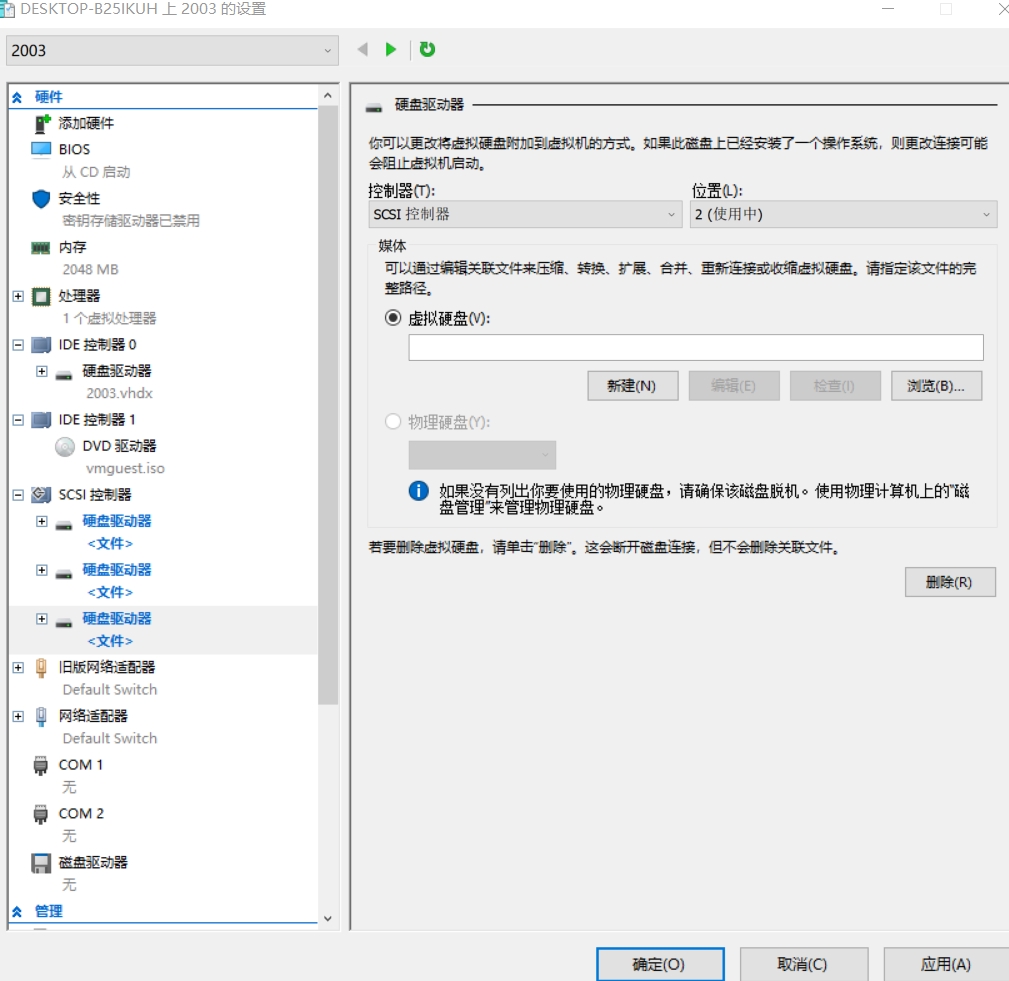 DESKTOP-B25IKUH 上 2003 的设置
2003
硬件
添加硬件
BIOS
从 CD 启动
安全性
密钥存储驱动器已禁用
内存
2048 MB
处理器
1 个虚拟处理器
IDE 控制器 0
硬盘驱动器
2003.vhdx
IDE 控制器 1
DVD 驱动器
vmguest.iso
SCSI 控制器
硬盘驱动器
<文件>
硬盘驱动器
<文件>
硬盘驱动器
<文件>
旧版网络适配器
Default Switch
网络适配器
Default Switch
COM 1
无
COM 2
无
磁盘驱动器
无
管理
硬盘驱动器
你可以更改将虚拟硬盘附加到虚拟机的方式。如果此磁盘上已经安装了一个操作系统，则更改连接可能
会阻止虚拟机启动。
控制器(T):
位置(L):
SCSI 控制器
2 (使用中)
媒体
可以通过编辑关联文件来压缩、转换、扩展、合并、重新连接或收缩虚拟硬盘。请指定该文件的完
整路径。
虚拟硬盘(V):
新建(N)
编辑(E)
检查(I)
浏览(B)...
物理硬盘(Y):
如果没有列出你要使用的物理硬盘，请确保该磁盘脱机。使用物理计算机上的"磁
盘管理"来管理物理硬盘。
若要删除虚拟硬盘，请单击"删除"。这会断开磁盘连接，但不会删除关联文件。
删除(R)
确定(O)
取消(C)
应用(A)